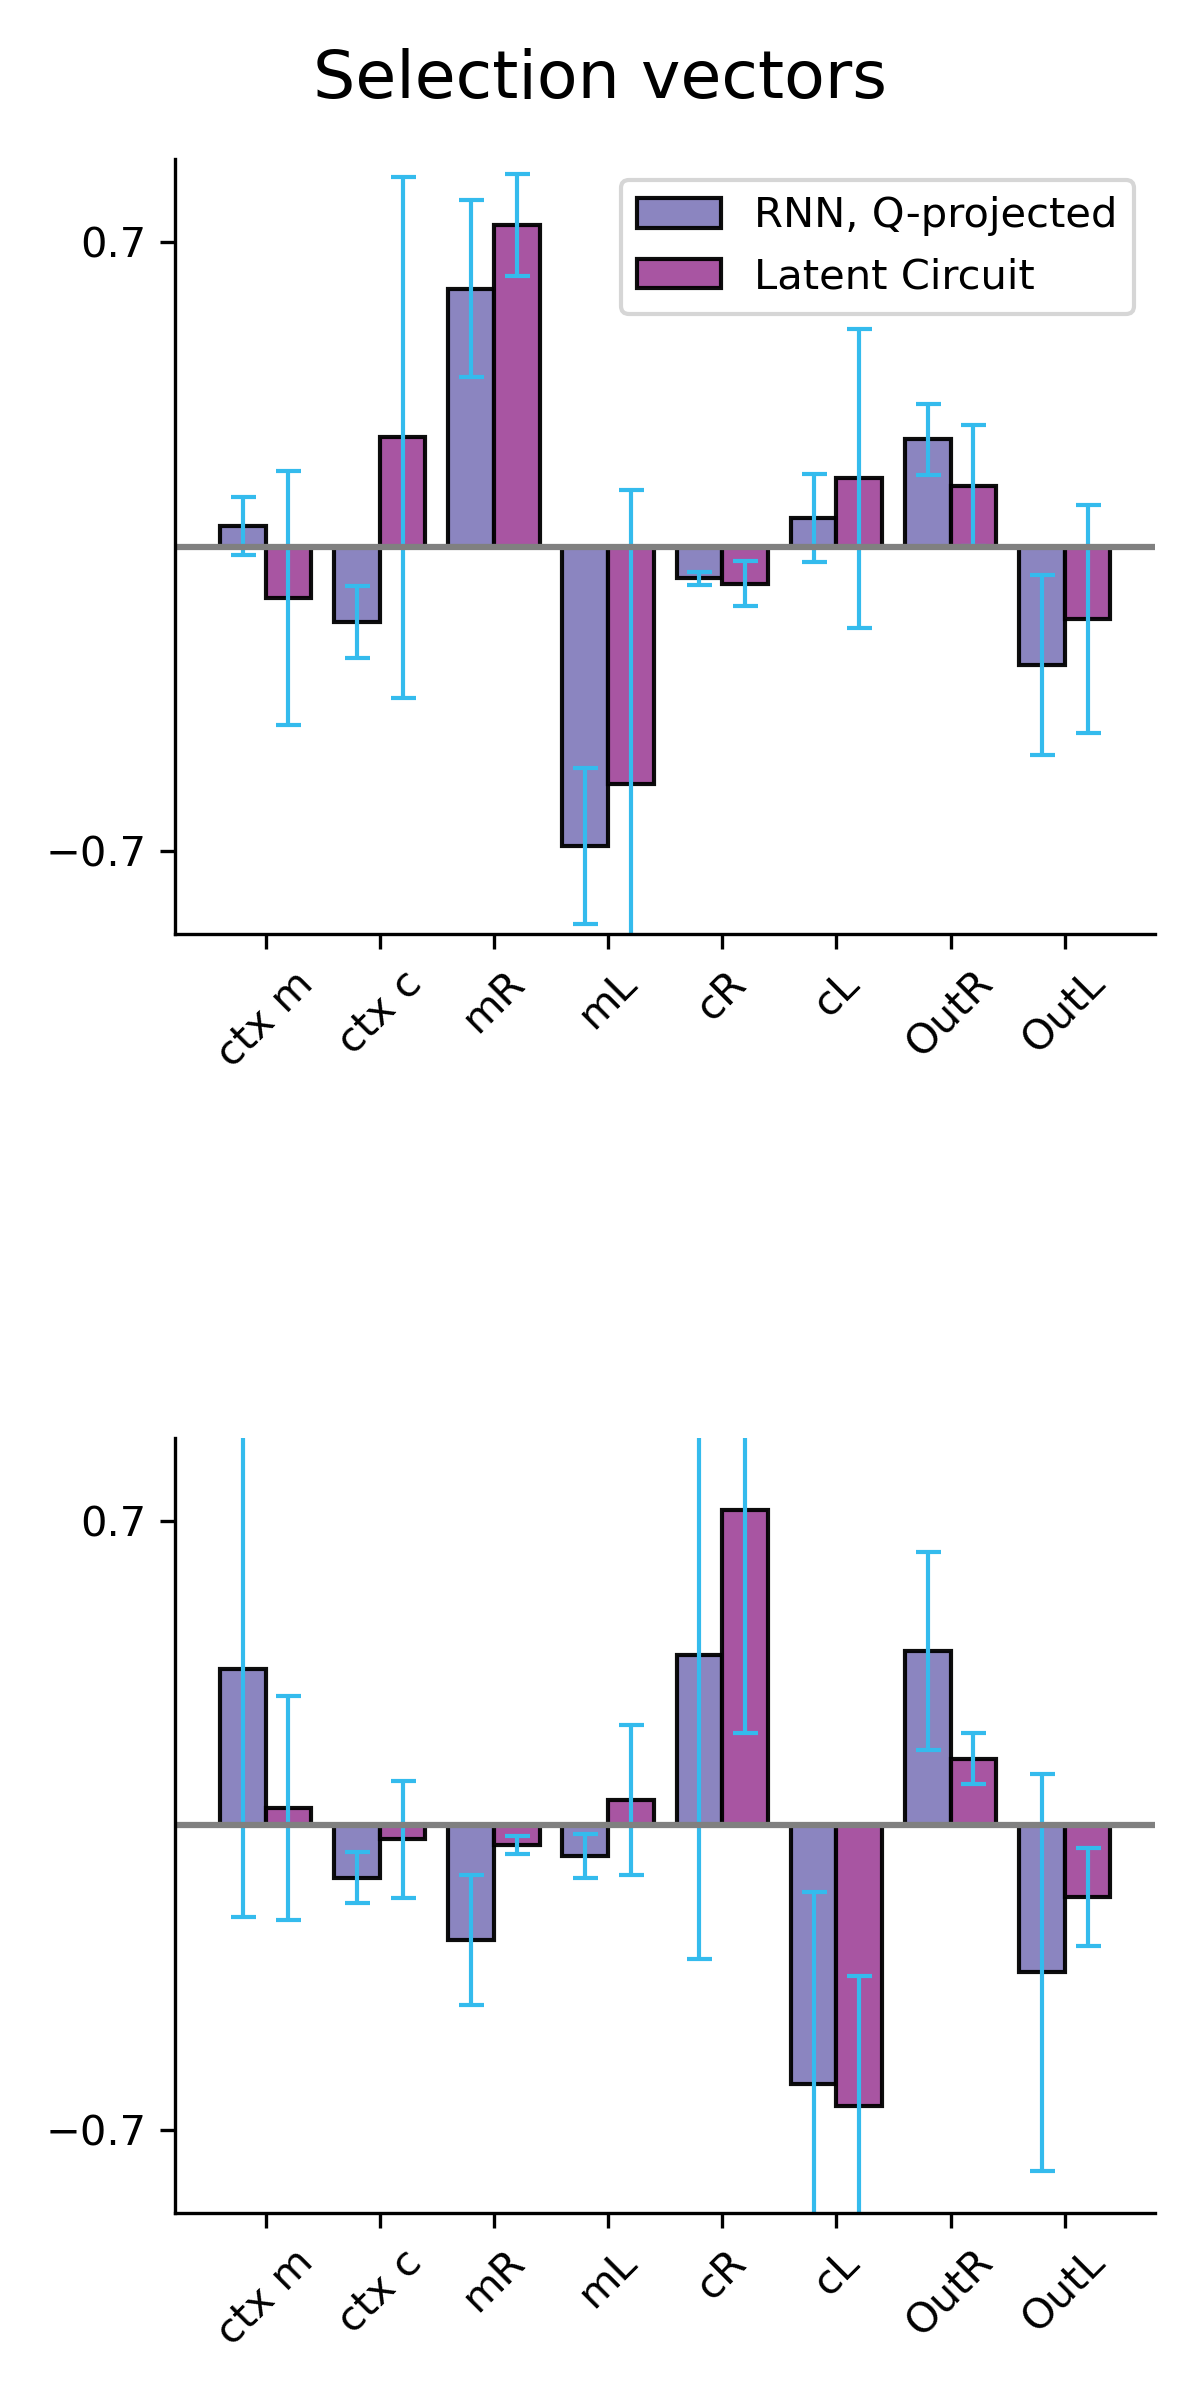 Selection vectors
RNN, Q-projected
Latent Circuit
0.7
−0.7
ctx m
ctx c
mR
mL
cR
cL
OutR
OutL
0.7
−0.7
ctx m
ctx c
mR
mL
cR
cL
OutR
OutL